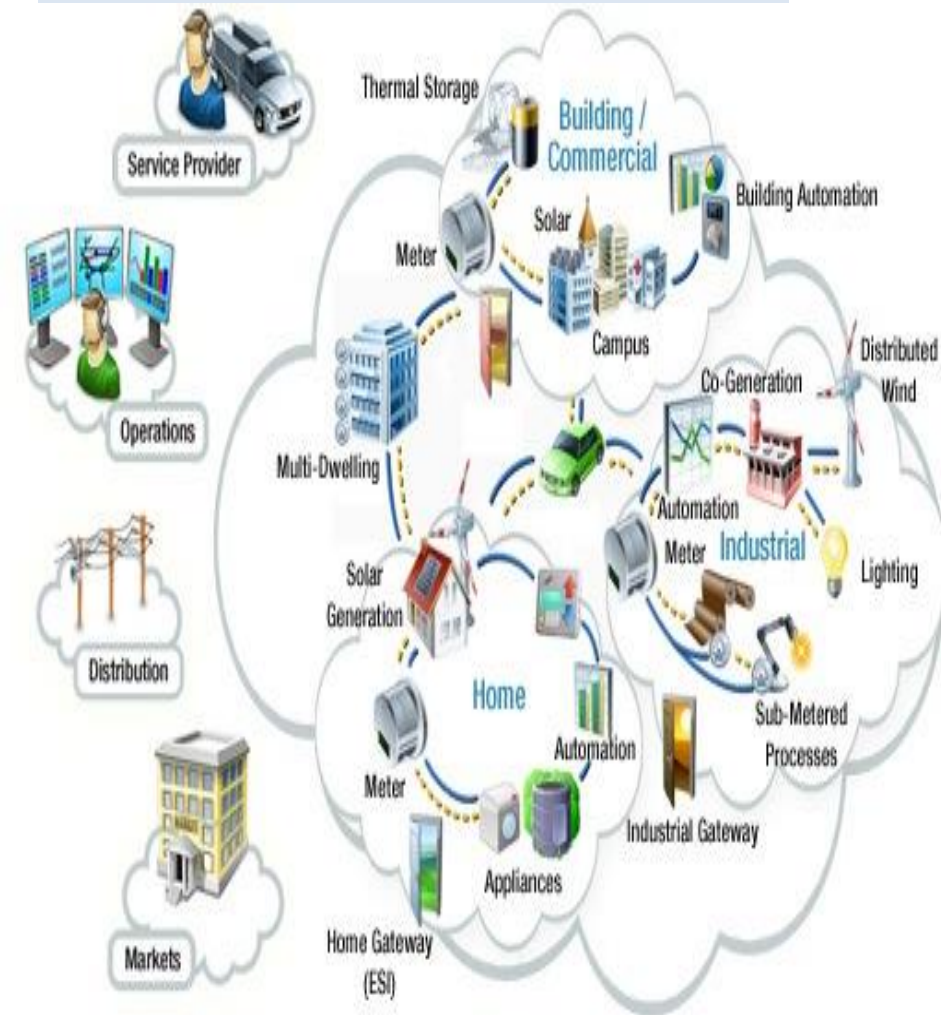 Service Provider
Operations
Distribution
Markets
Thermal Storage
Building /
Commercial
Building Automation
Solar
Meter
Campus
Multi-Dwelling
Co-Generation
Distributed
Wind
Automation
Meter
Industrial
Lighting
Sub-Metered
Processes
Industrial Gateway
Solar
Generation
Home
Meter
Automation
Appliances
Home Gateway
(ESI)